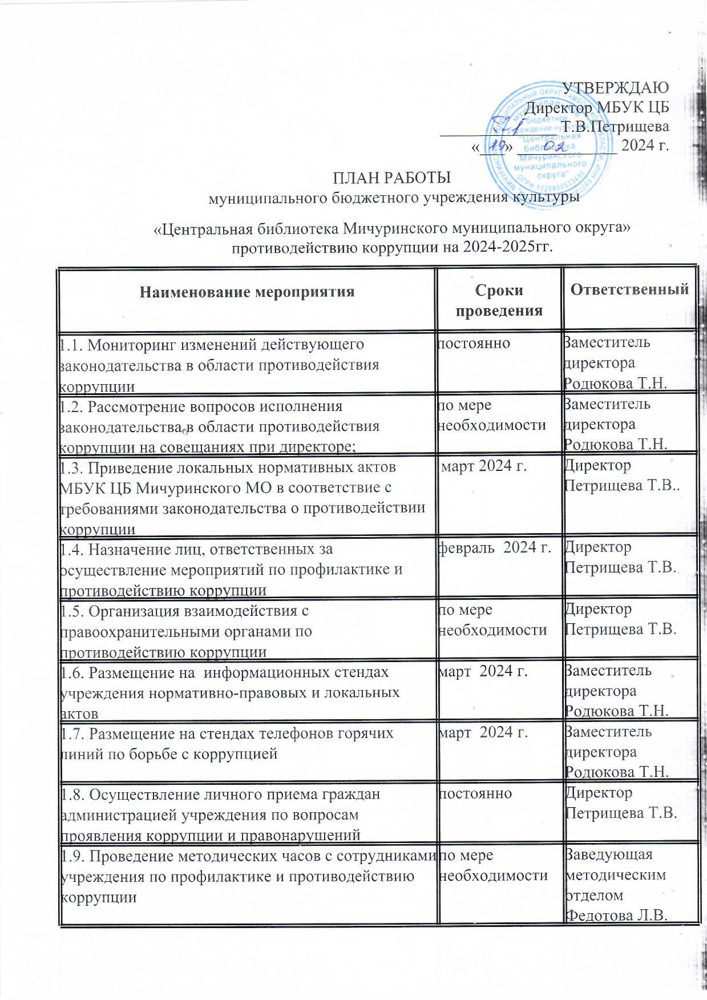 УТВЕРЖДАЮ
Директор МБУК ЦБ
Т.В.Петрищева
«19» 02 2024 г.
муниципальное
бюджетное
учреждение культуры
"Центральная
библиотека
Мичуринского
муниципального
округа"
ОГРН 1026800633496
ПЛАН РАБОТЫ
муниципального бюджетного учреждения культуры
«Центральная библиотека Мичуринского муниципального округа»
противодействию коррупции на 2024-2025гг.
Наименование мероприятия
Сроки
проведения
Ответственный
1.1. Мониторинг изменений действующего
законодательства в области противодействия
коррупции
постоянно
Заместитель
директора
Родюкова Т.Н.
1.2. Рассмотрение вопросов исполнения
законодательства в области противодействия
коррупции на совещаниях при директоре;
по мере
необходимости
Заместитель
директора
Родюкова Т.Н.
1.3. Приведение локальных нормативных актов
МБУК ЦБ Мичуринского МО в соответствие с
требованиями законодательства о противодействии
коррупции
март 2024 г.
Директор
Петрищева Т.В..
1.4. Назначение лиц, ответственных за
осуществление мероприятий по профилактике и
противодействию коррупции
февраль 2024 г.
Директор
Петрищева Т.В.
1.5. Организация взаимодействия с
правоохранительными органами по
противодействию коррупции
по мере
необходимости
Директор
Петрищева Т.В.
1.6. Размещение на информационных стендах
учреждения нормативно-правовых и локальных
актов
март 2024 г.
Заместитель
директора
Родюкова Т.Н.
1.7. Размещение на стендах телефонов горячих
линий по борьбе с коррупцией
март 2024 г.
Заместитель
директора
Родюкова Т.Н.
1.8. Осуществление личного приема граждан
администрацией учреждения по вопросам
проявления коррупции и правонарушений
постоянно
Директор
Петрищева Т.В.
1.9. Проведение методических часов с сотрудниками
учреждения по профилактике и противодействию
коррупции
по мере
необходимости
Заведующая
методическим
отделом
Федотова Л.В.